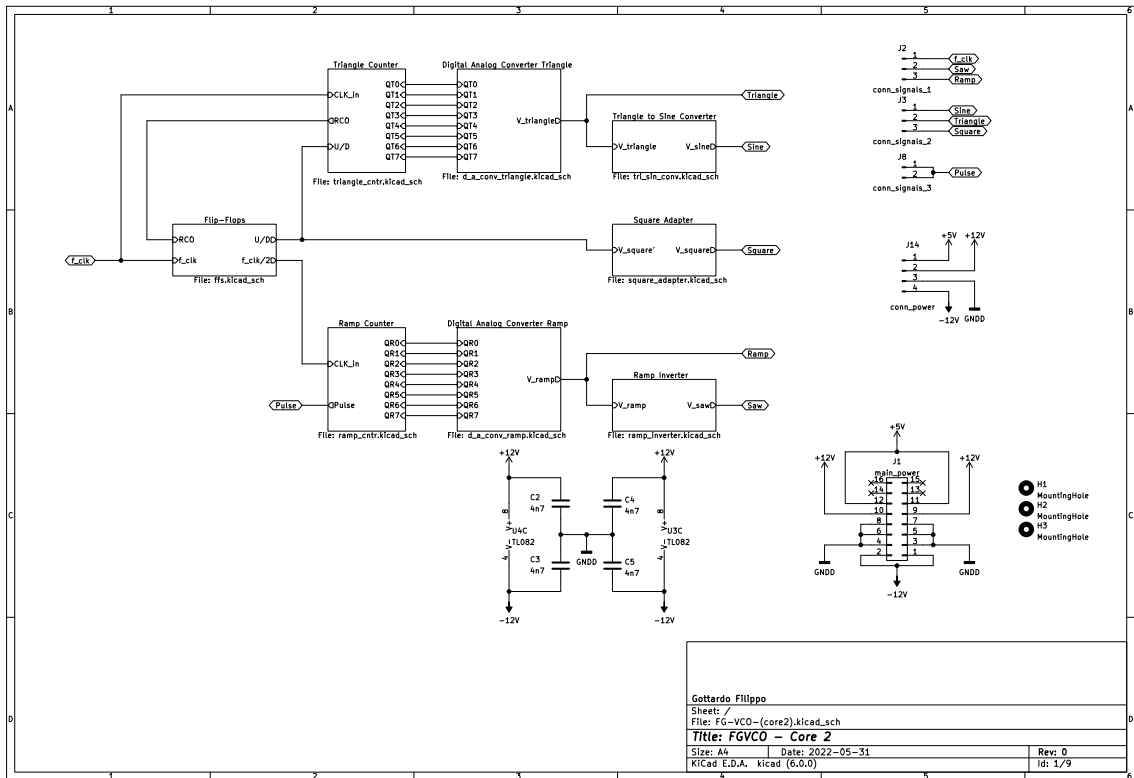 1 2 3 4 5 6
A
B
C
D
A
B
C
D
Triangle Counter
CLK_in
RCO
U/D
QT0
QT1
QT2
QT3
QT4
QT5
QT6
QT7
File: triangle_cntr.kicad_sch
Digital Analog Converter Triangle
QT0
QT1
QT2
QT3
QT4
QT5
QT6
QT7
V_triangle
File: d_a_conv_triangle.kicad_sch
Triangle
Triangle to Sine Converter
V_triangle
V_sine
Sine
File: tri_sin_conv.kicad_sch
Flip-Flops
RCO
U/D
f_clk
f_clk
f_clk/2
File: ffs.kicad_sch
Square Adapter
V_square'
V_square
Square
File: square_adapter.kicad_sch
Ramp Counter
CLK_in
Pulse
Pulse
QR0
QR1
QR2
QR3
QR4
QR5
QR6
QR7
File: ramp_cntr.kicad_sch
Digital Analog Converter Ramp
QR0
QR1
QR2
QR3
QR4
QR5
QR6
QR7
V_ramp
File: d_a_conv_ramp.kicad_sch
Ramp
Ramp Inverter
V_ramp
V_saw
Saw
File: ramp_inverter.kicad_sch
J2
1 f_clk
2 Saw
3 Ramp
conn_signals_1
J3
1 Sine
2 Triangle
3 Square
conn_signals_2
J8
1
2
Pulse
conn_signals_3
J14
+5V +12V
1
2
3
4
conn_power
-12V GNDD
+12V
8
V+
U4C
TL082
V-
4
-12V
C2
4n7
C3
4n7
GNDD
C4
4n7
C5
4n7
+12V
8
V+
U3C
TL082
V-
4
-12V
+5V
+12V
+12V
J1
main_power
16 15
14 13
12 11
10 9
8 7
6 5
4 3
2 1
GNDD
GNDD
-12V
H1
MountingHole
H2
MountingHole
H3
MountingHole
Gottardo Filippo
Sheet: /
File: FG-VCO-(core2).kicad_sch
Title: FGVCO - Core 2
Size: A4 Date: 2022-05-31 Rev: 0
KiCad E.D.A. kicad (6.0.0) Id: 1/9
1 2 3 4 5 6